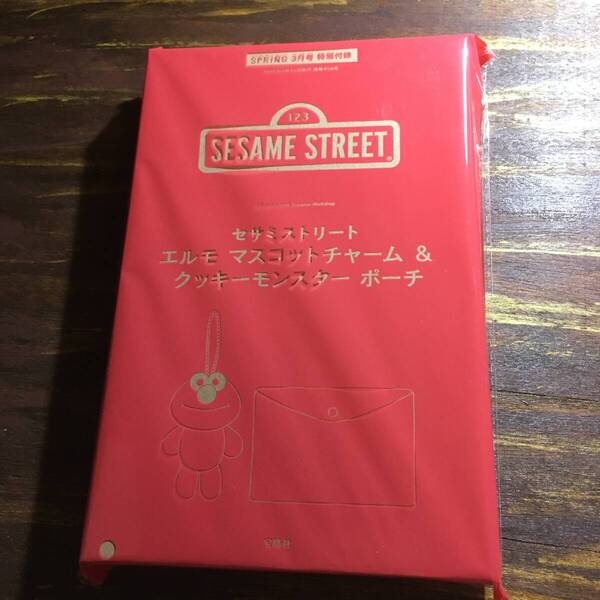 SPRiNG 3月号 特別付録
123
SESAME STREET®
Sesame Workshop
セサミストリート
エルモ マスコットチャーム &
クッキーモンスター ポーチ
宝島社